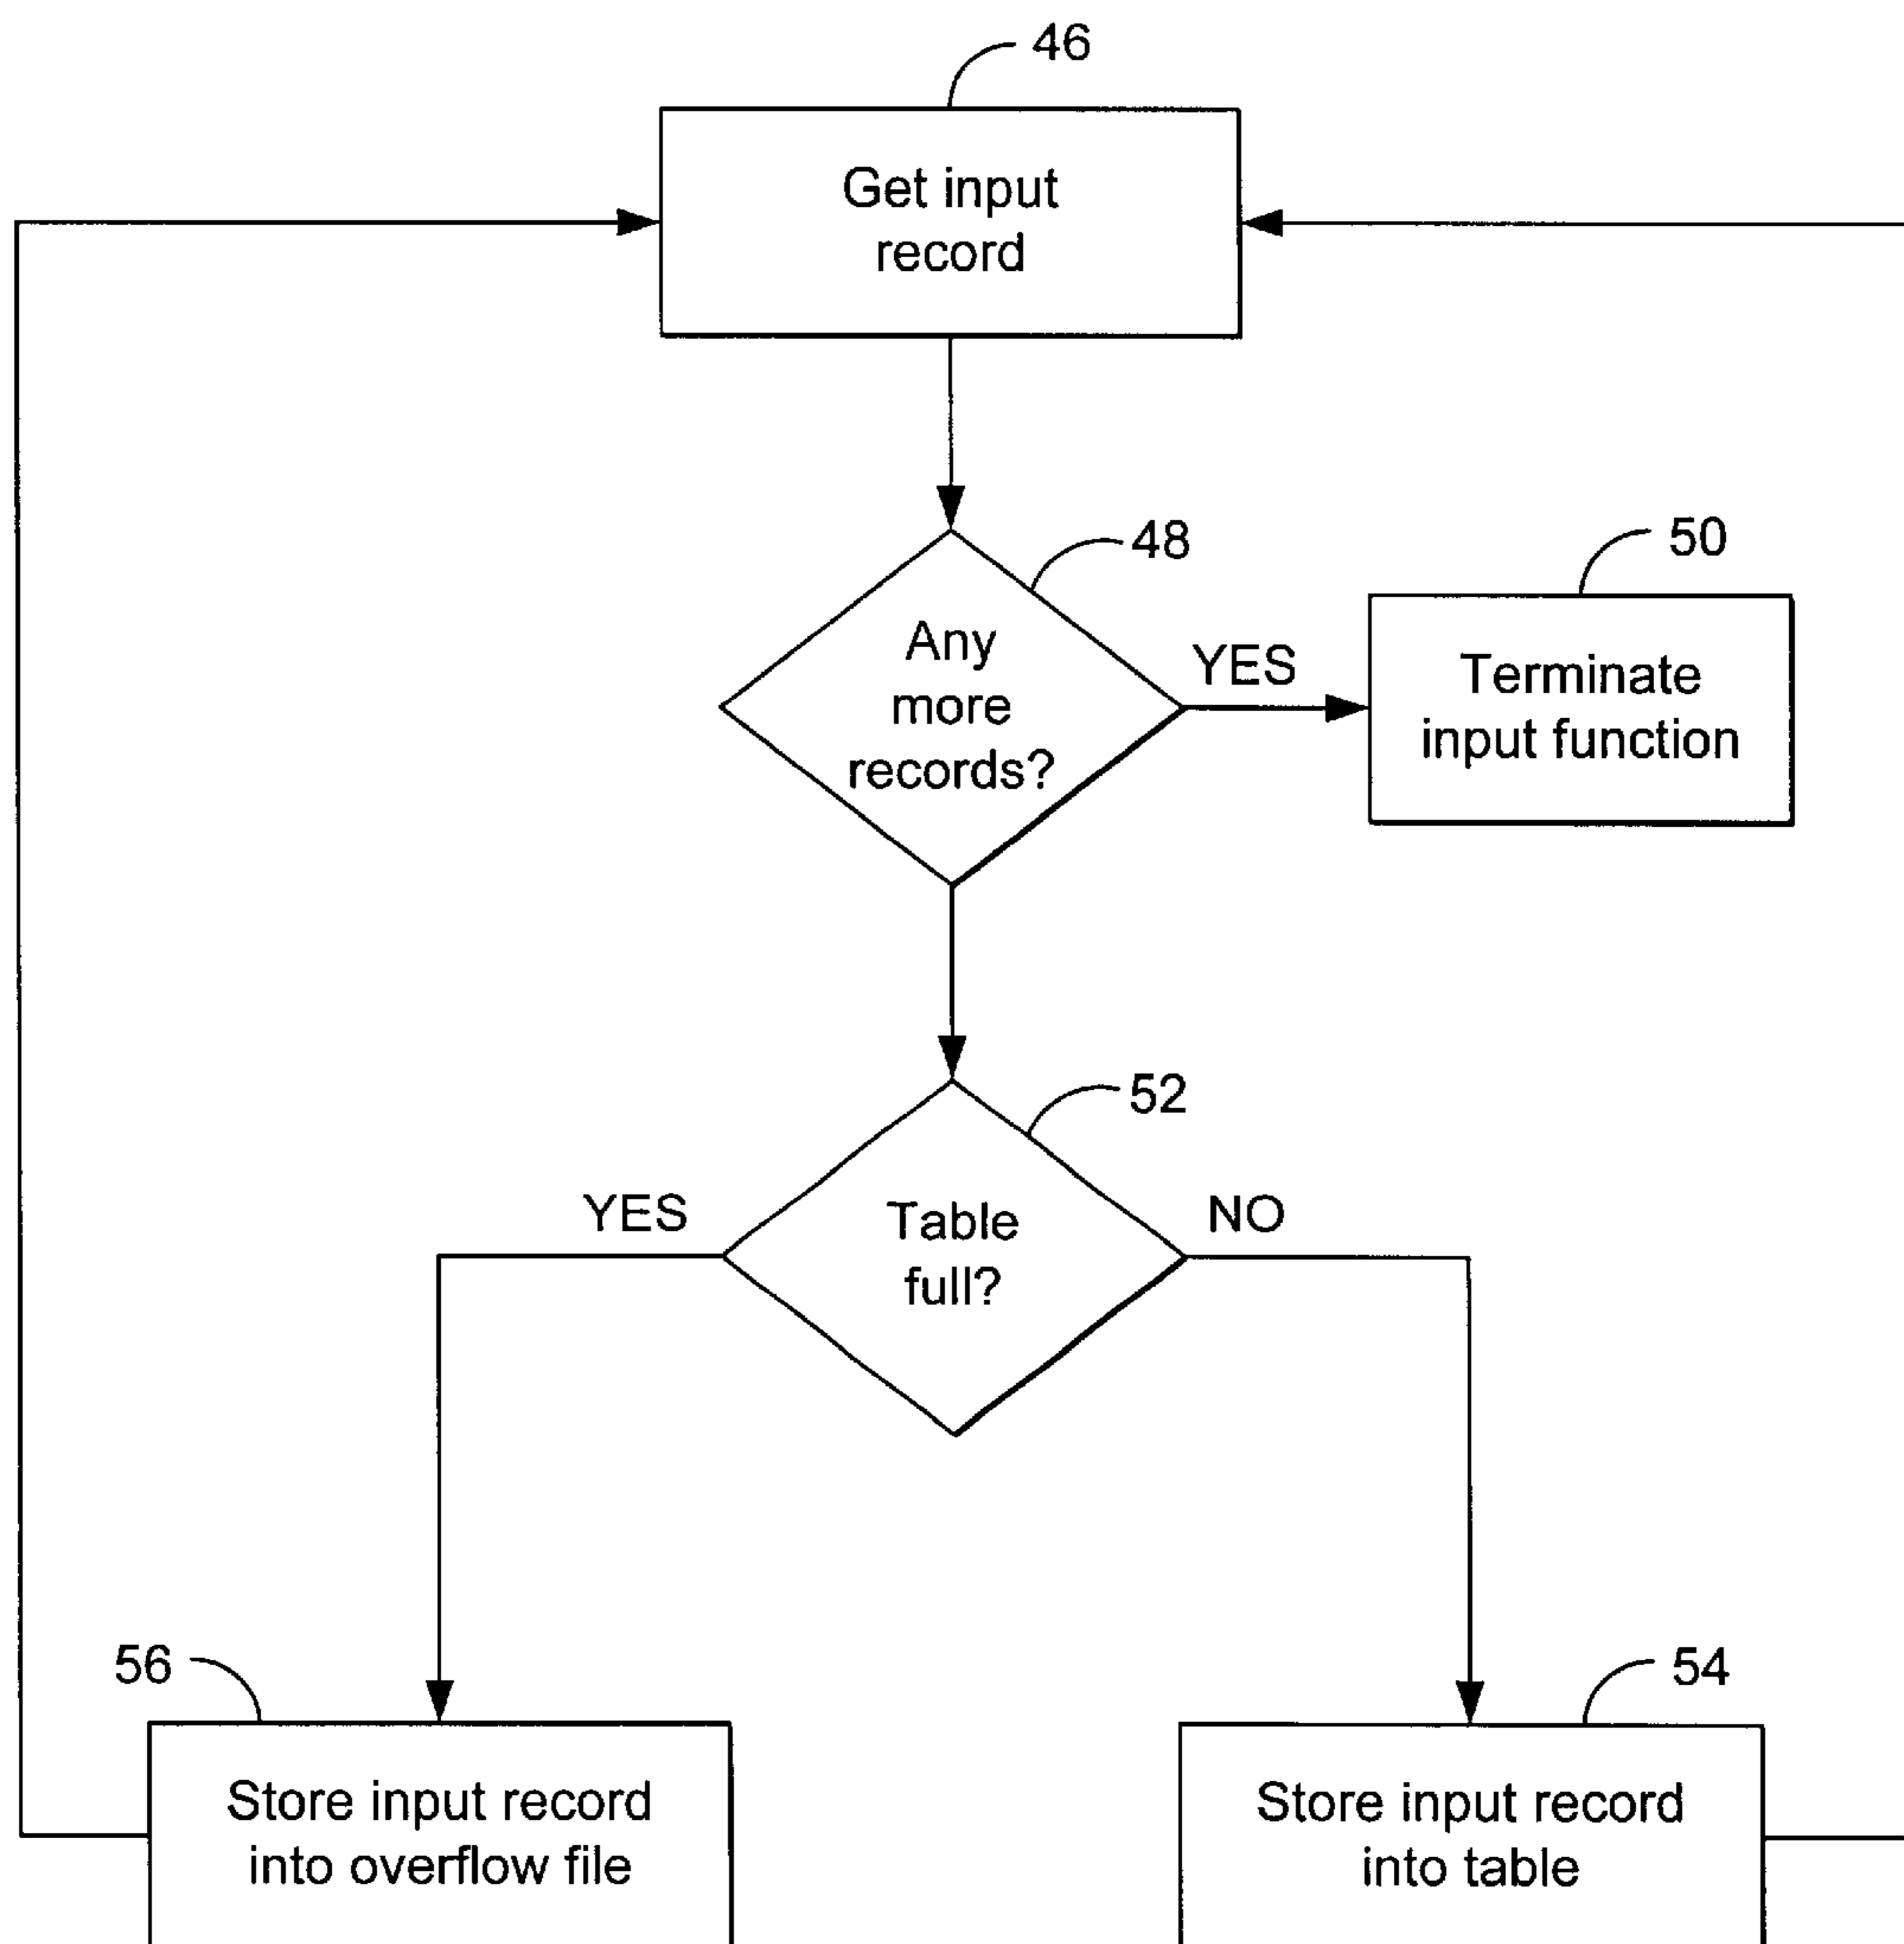 46
Get input
record
48
50
Any
more
records?
YES
Terminate
input function
52
YES
Table
full?
NO
56
54
Store input record
into overflow file
Store input record
into table